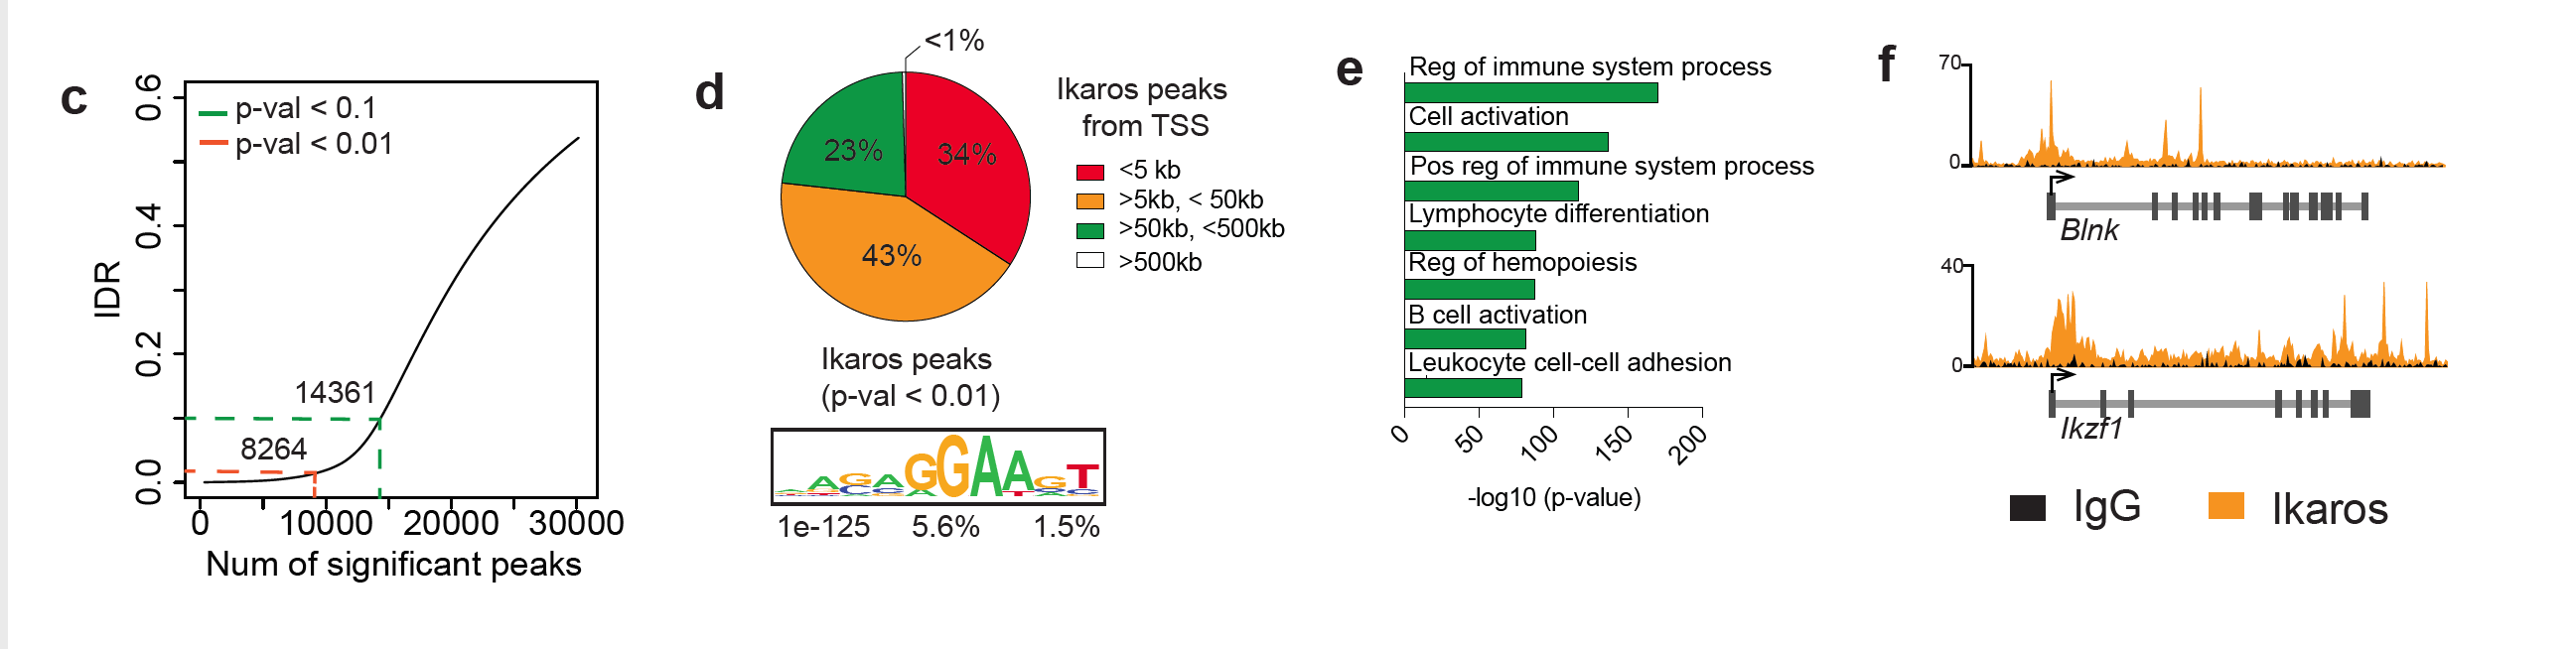 c
0.6
0.4
0.2
0.0
IDR
p-val < 0.1
p-val < 0.01
14361
8264
0 10000 20000 30000
Num of significant peaks
d
<1%
23%
34%
43%
Ikaros peaks
from TSS
<5 kb
>5kb, < 50kb
>50kb, <500kb
>500kb
Ikaros peaks
(p-val < 0.01)
AGAGGAAGT
1e-125 5.6% 1.5%
e
Reg of immune system process
Cell activation
Pos reg of immune system process
Lymphocyte differentiation
Reg of hemopoiesis
B cell activation
Leukocyte cell-cell adhesion
0 50 100 150 200
-log10 (p-value)
f
70
0
Blnk
40
0
Ikzf1
IgG Ikaros